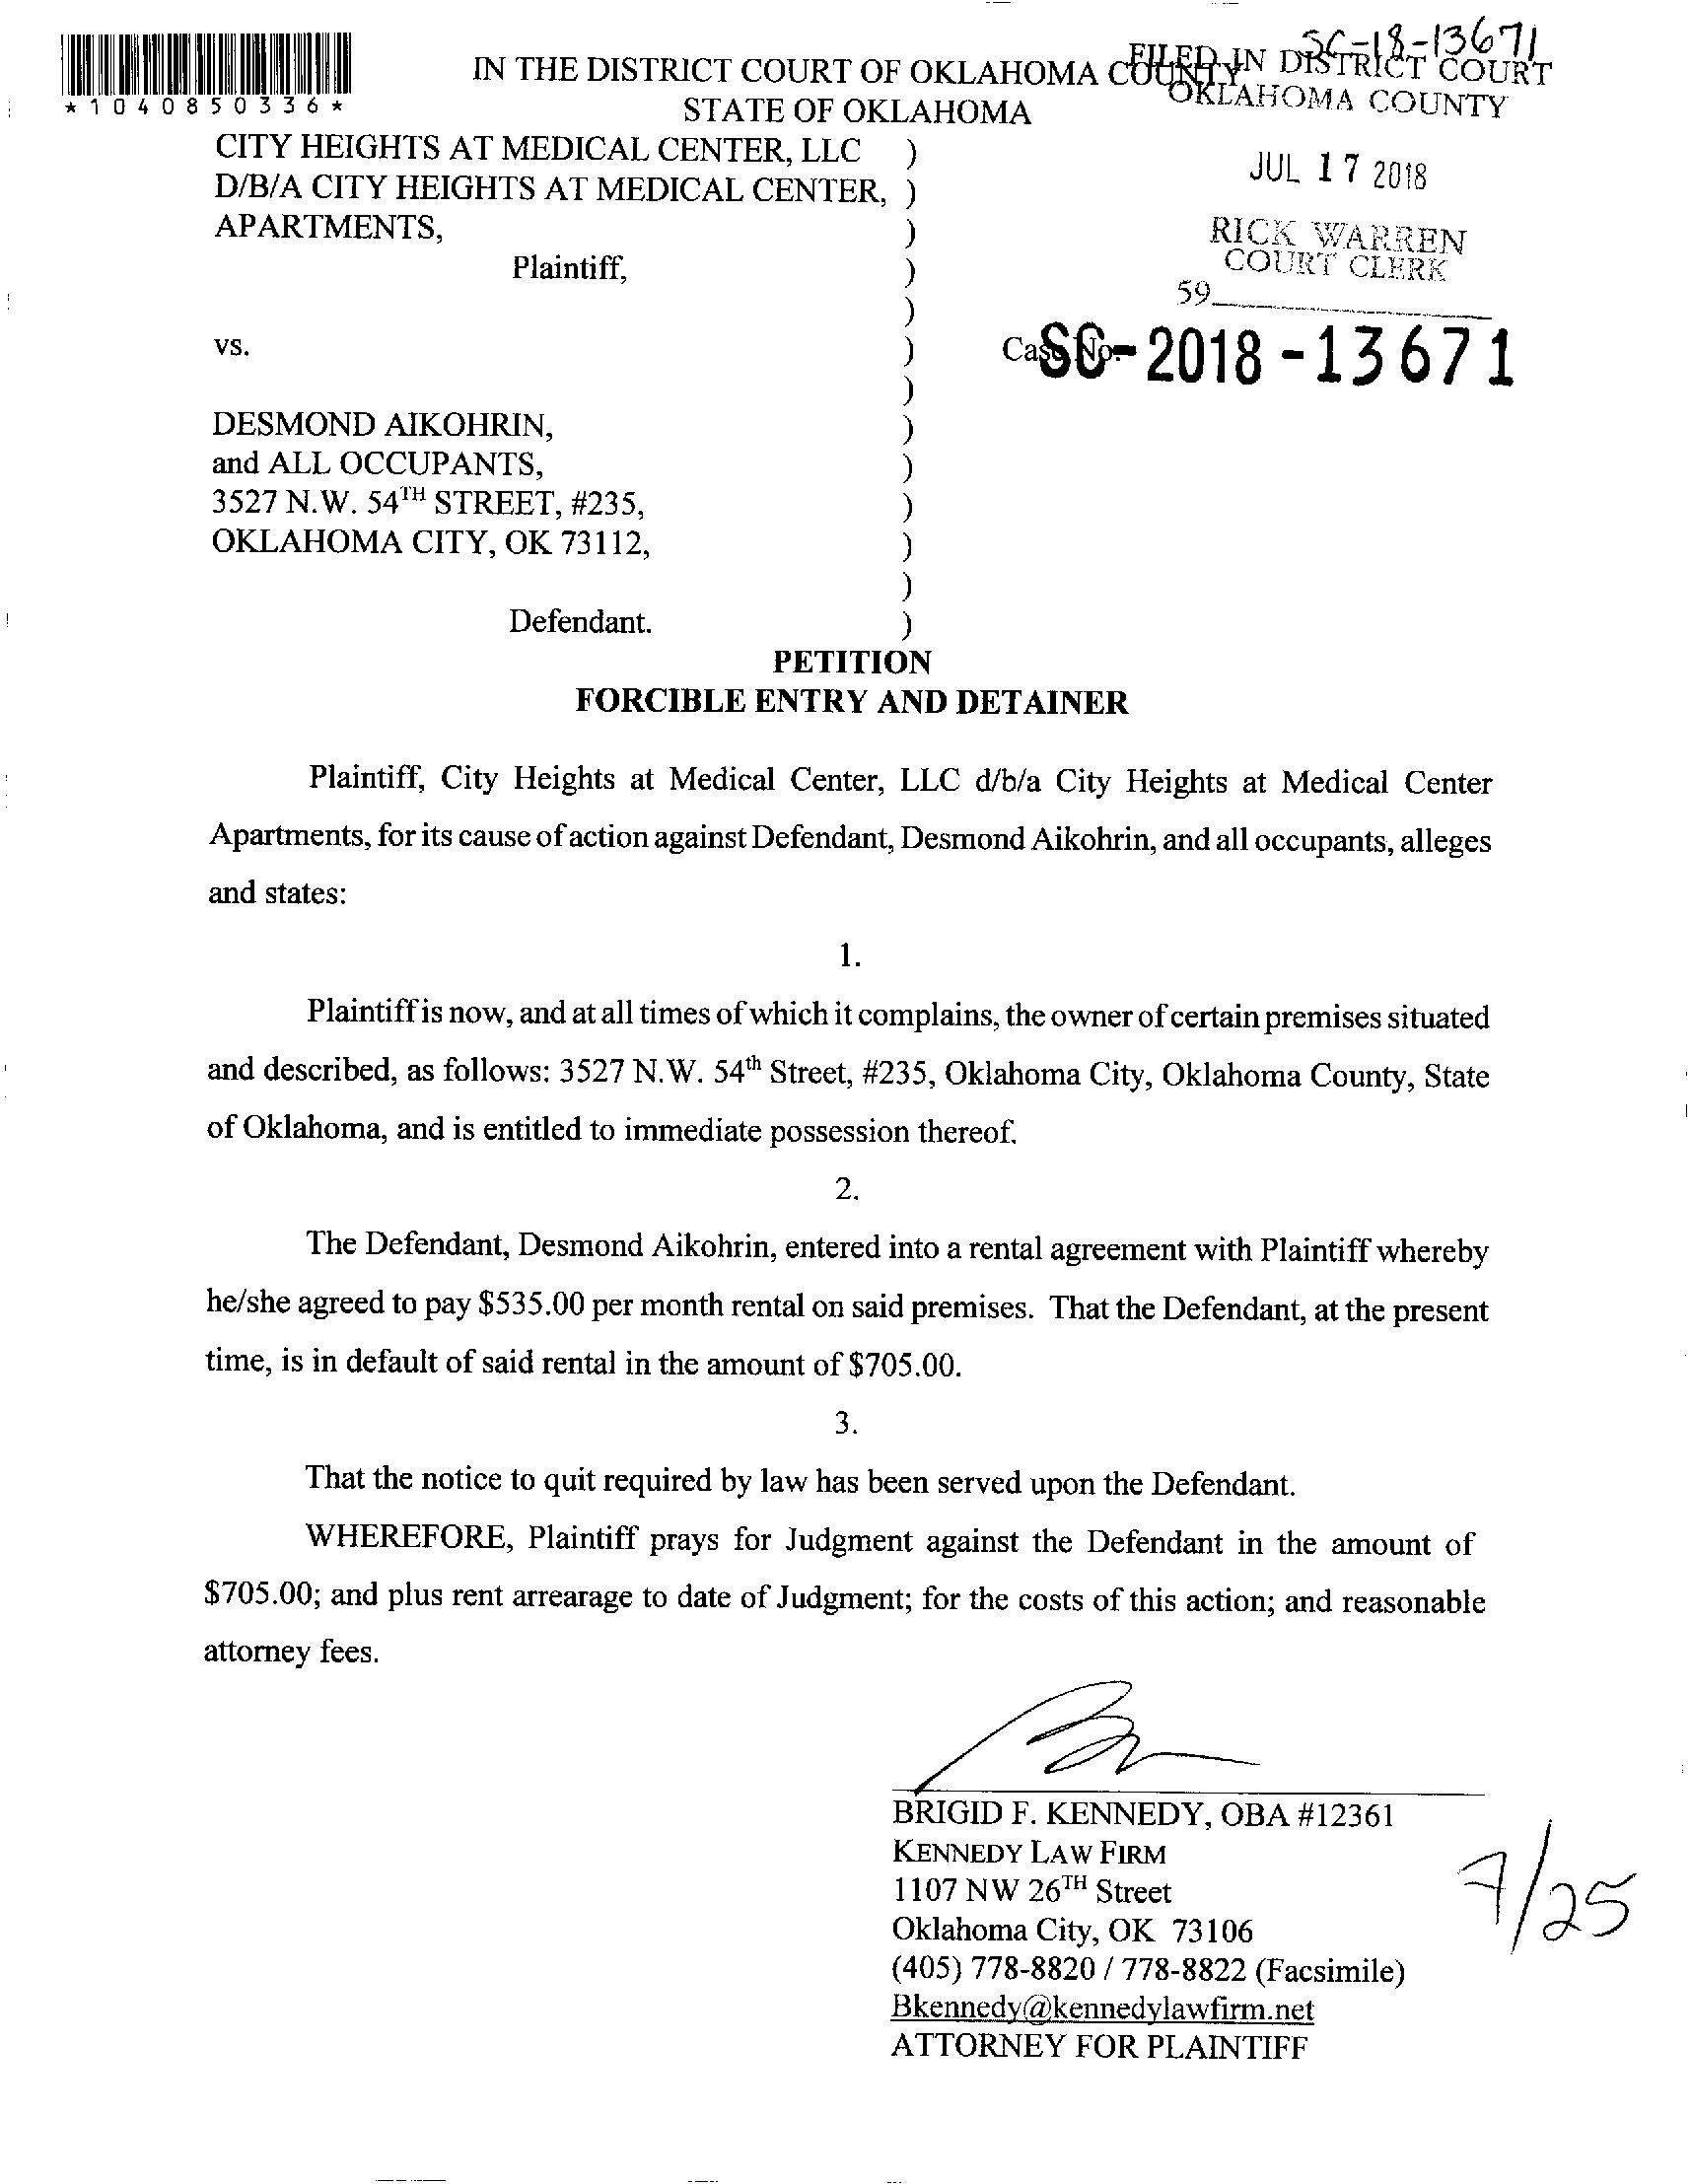 SC-18-13671
FILED IN DISTRICT COURT
OKLAHOMA COUNTY
JUL 17 2018
RICK WARREN
COURT CLERK
59
*1040850336*
IN THE DISTRICT COURT OF OKLAHOMA COUNTY
STATE OF OKLAHOMA
CITY HEIGHTS AT MEDICAL CENTER, LLC )
D/B/A CITY HEIGHTS AT MEDICAL CENTER, )
APARTMENTS, )
Plaintiff, )
)
vs. ) Case No. SC-2018-13671
)
DESMOND AIKOHRIN, )
and ALL OCCUPANTS, )
3527 N.W. 54TH STREET, #235, )
OKLAHOMA CITY, OK 73112, )
)
Defendant. )
PETITION
FORCIBLE ENTRY AND DETAINER
Plaintiff, City Heights at Medical Center, LLC d/b/a City Heights at Medical Center
Apartments, for its cause of action against Defendant, Desmond Aikohrin, and all occupants, alleges
and states:
1.
Plaintiff is now, and at all times of which it complains, the owner of certain premises situated
and described, as follows: 3527 N.W. 54th Street, #235, Oklahoma City, Oklahoma County, State
of Oklahoma, and is entitled to immediate possession thereof.
2.
The Defendant, Desmond Aikohrin, entered into a rental agreement with Plaintiff whereby
he/she agreed to pay $535.00 per month rental on said premises. That the Defendant, at the present
time, is in default of said rental in the amount of $705.00.
3.
That the notice to quit required by law has been served upon the Defendant.
WHEREFORE, Plaintiff prays for Judgment against the Defendant in the amount of
$705.00; and plus rent arrearage to date of Judgment; for the costs of this action; and reasonable
attorney fees.
BRIGID F. KENNEDY, OBA #12361
KENNEDY LAW FIRM
1107 NW 26TH Street
Oklahoma City, OK 73106
(405) 778-8820 / 778-8822 (Facsimile)
Bkennedy@kennedylawfirm.net
ATTORNEY FOR PLAINTIFF
7/25